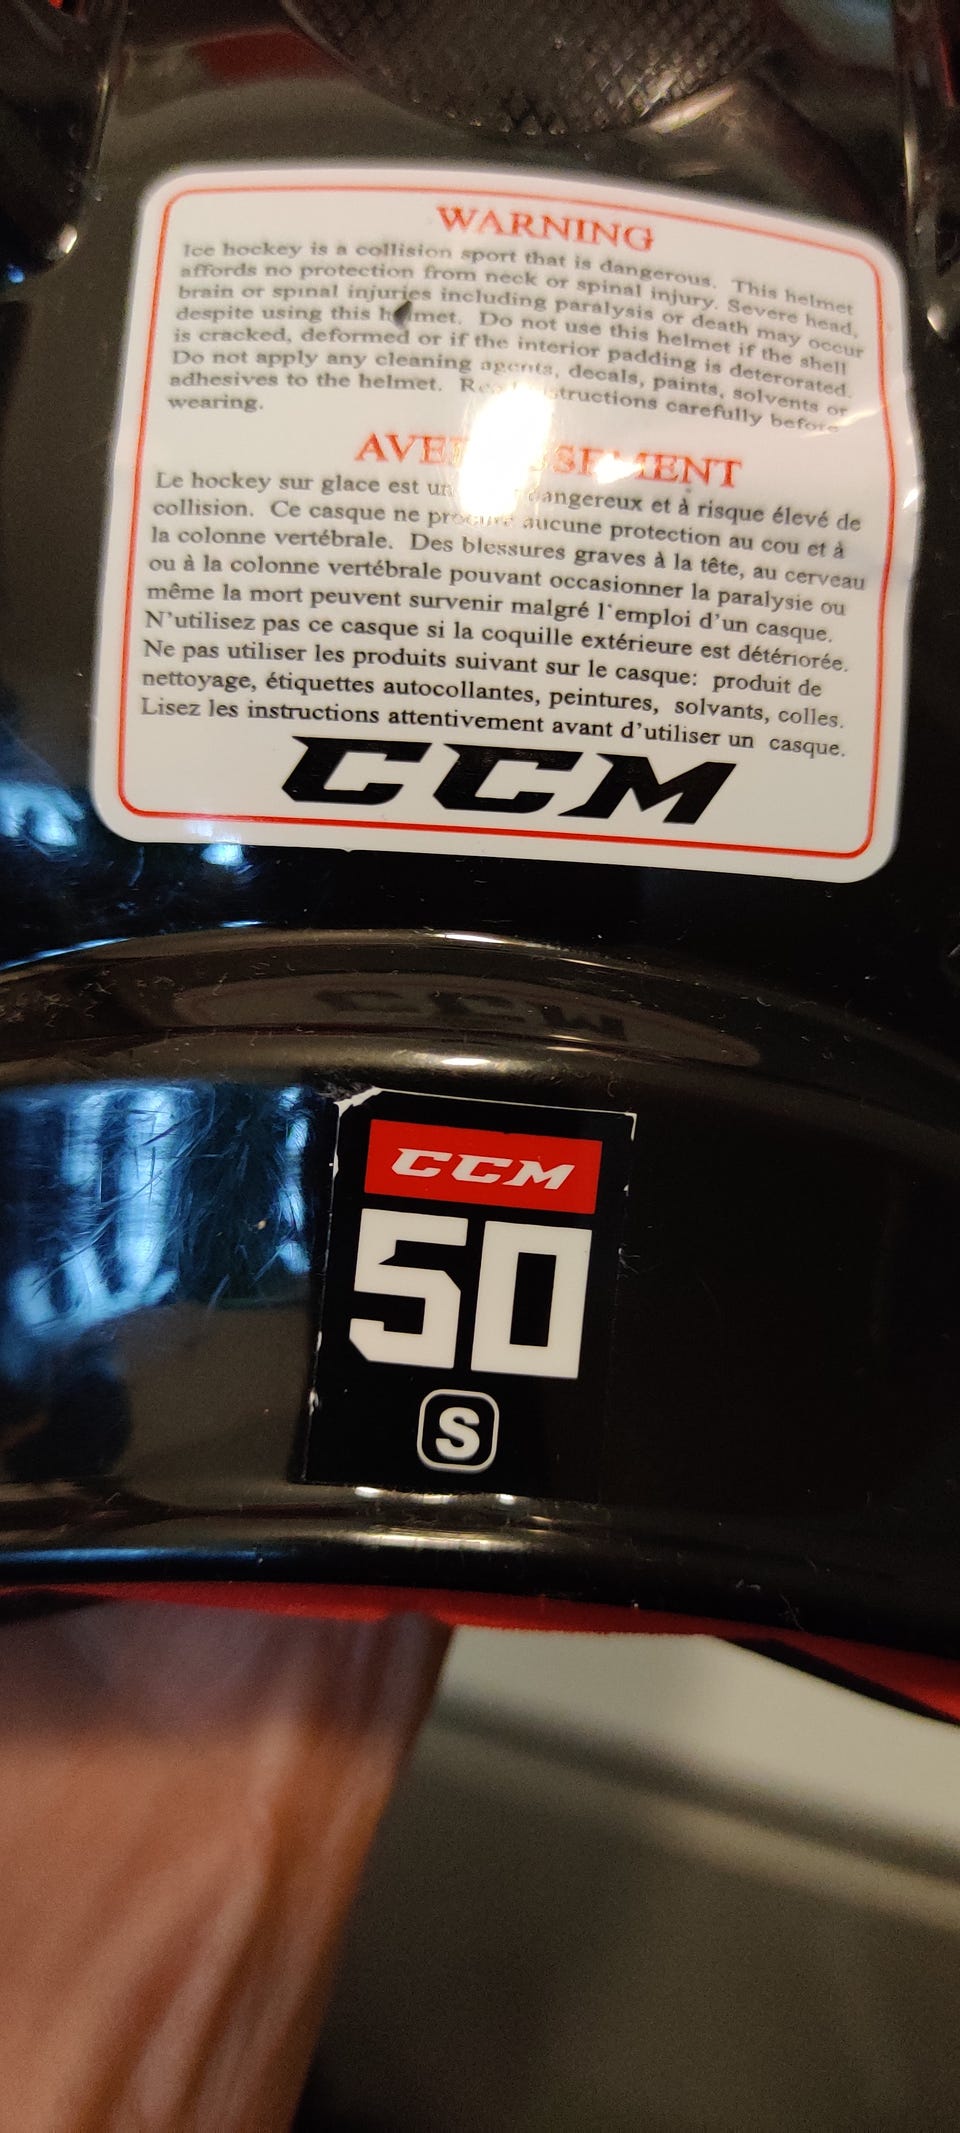 WARNING
Ice hockey is a collision sport that is dangerous. This helmet
affords no protection from neck or spinal injury. Severe head,
brain or spinal injuries including paralysis or death may occur
despite using this helmet. Do not use this helmet if the shell
is cracked, deformed or if the interior padding is deterorated.
Do not apply any cleaning agents, decals, paints, solvents or
adhesives to the helmet. carefully before
wearing.
Le hockey sur glace est un dangereux et à risque élevé de
collision. Ce casque ne procure aucune protection au cou et à
la colonne vertébrale. Des blessures graves à la tête, au cerveau
ou à la colonne vertébrale pouvant occasionner la paralysie ou
même la mort peuvent survenir malgré l'emploi d'un casque.
N'utilisez pas ce casque si la coquille extérieure est détériorée.
Ne pas utiliser les produits suivant sur le casque: produit de
nettoyage, étiquettes autocollantes, peintures, solvants, colles.
Lisez les instructions attentivement avant d'utiliser un casque.
CCM
CCM
50
S